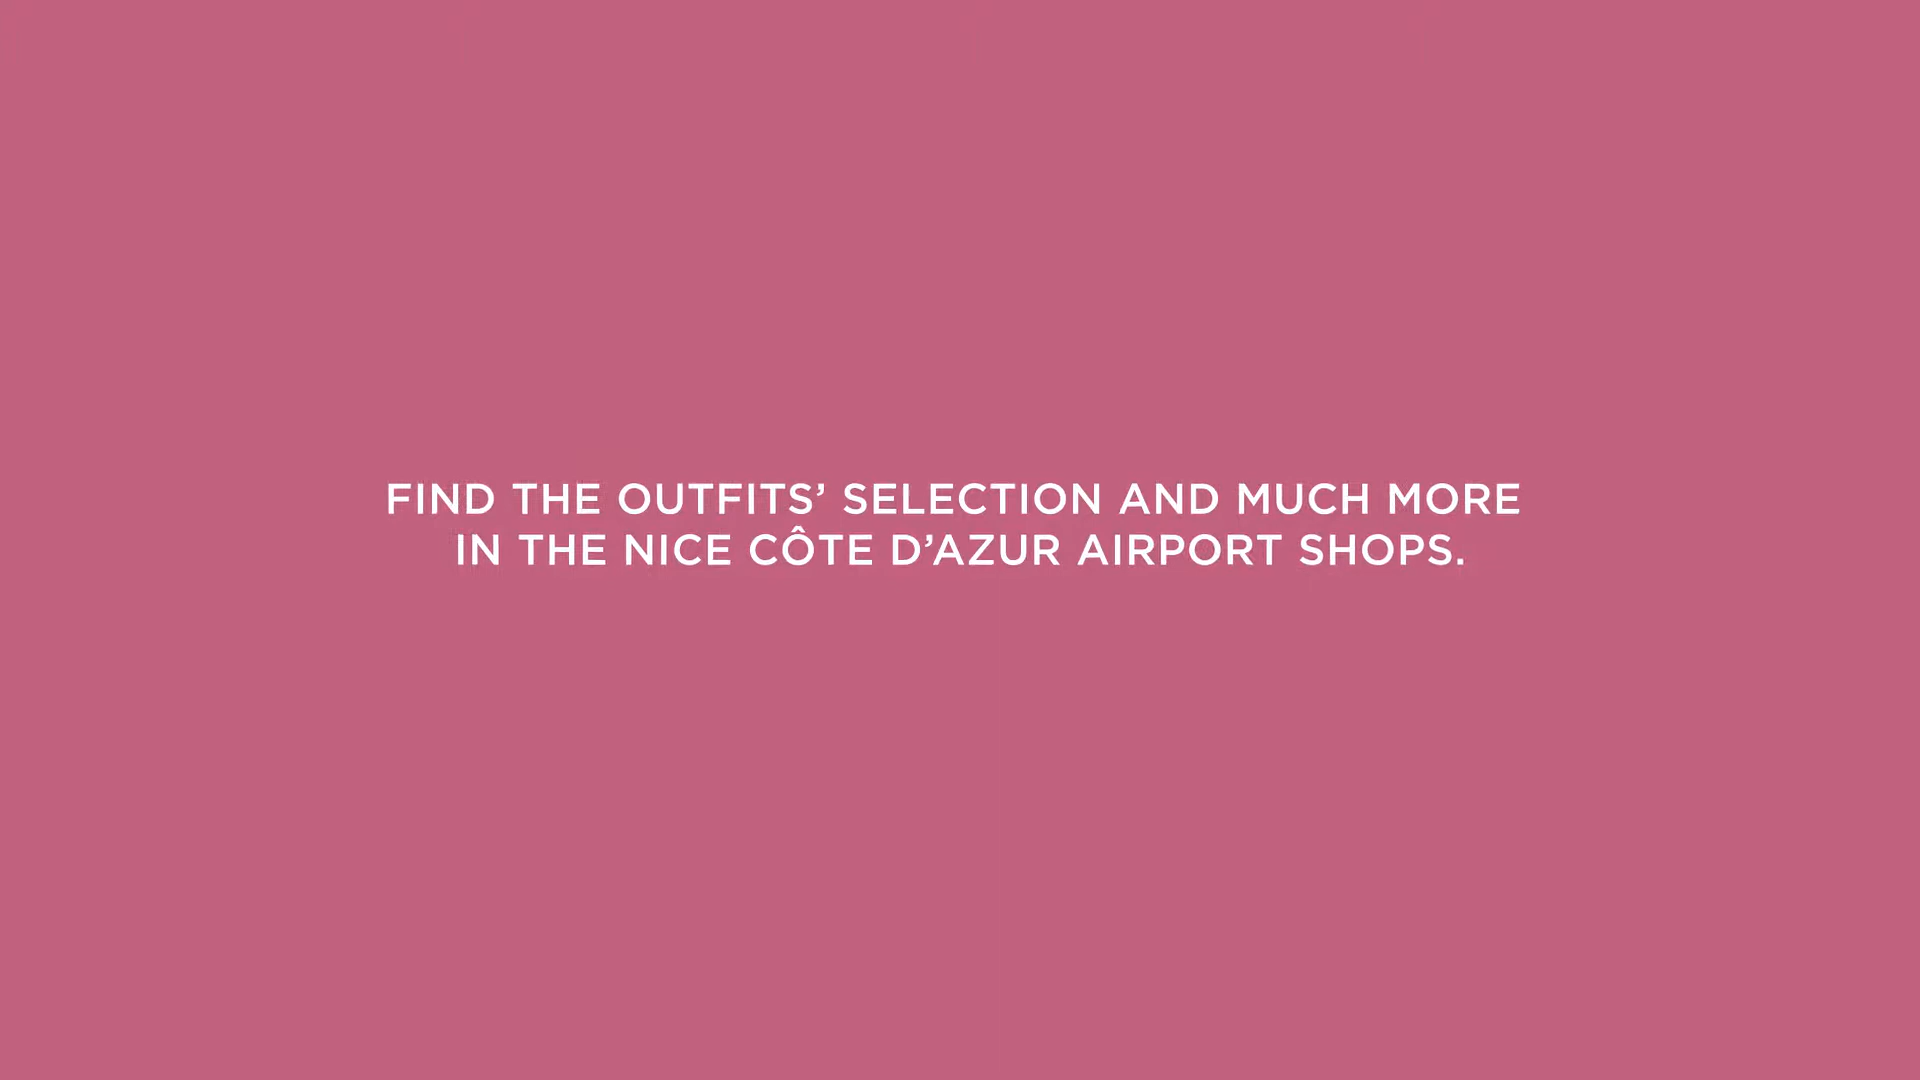 FIND THE OUTFITS’ SELECTION AND MUCH MORE
IN THE NICE CÔTE D’AZUR AIRPORT SHOPS.